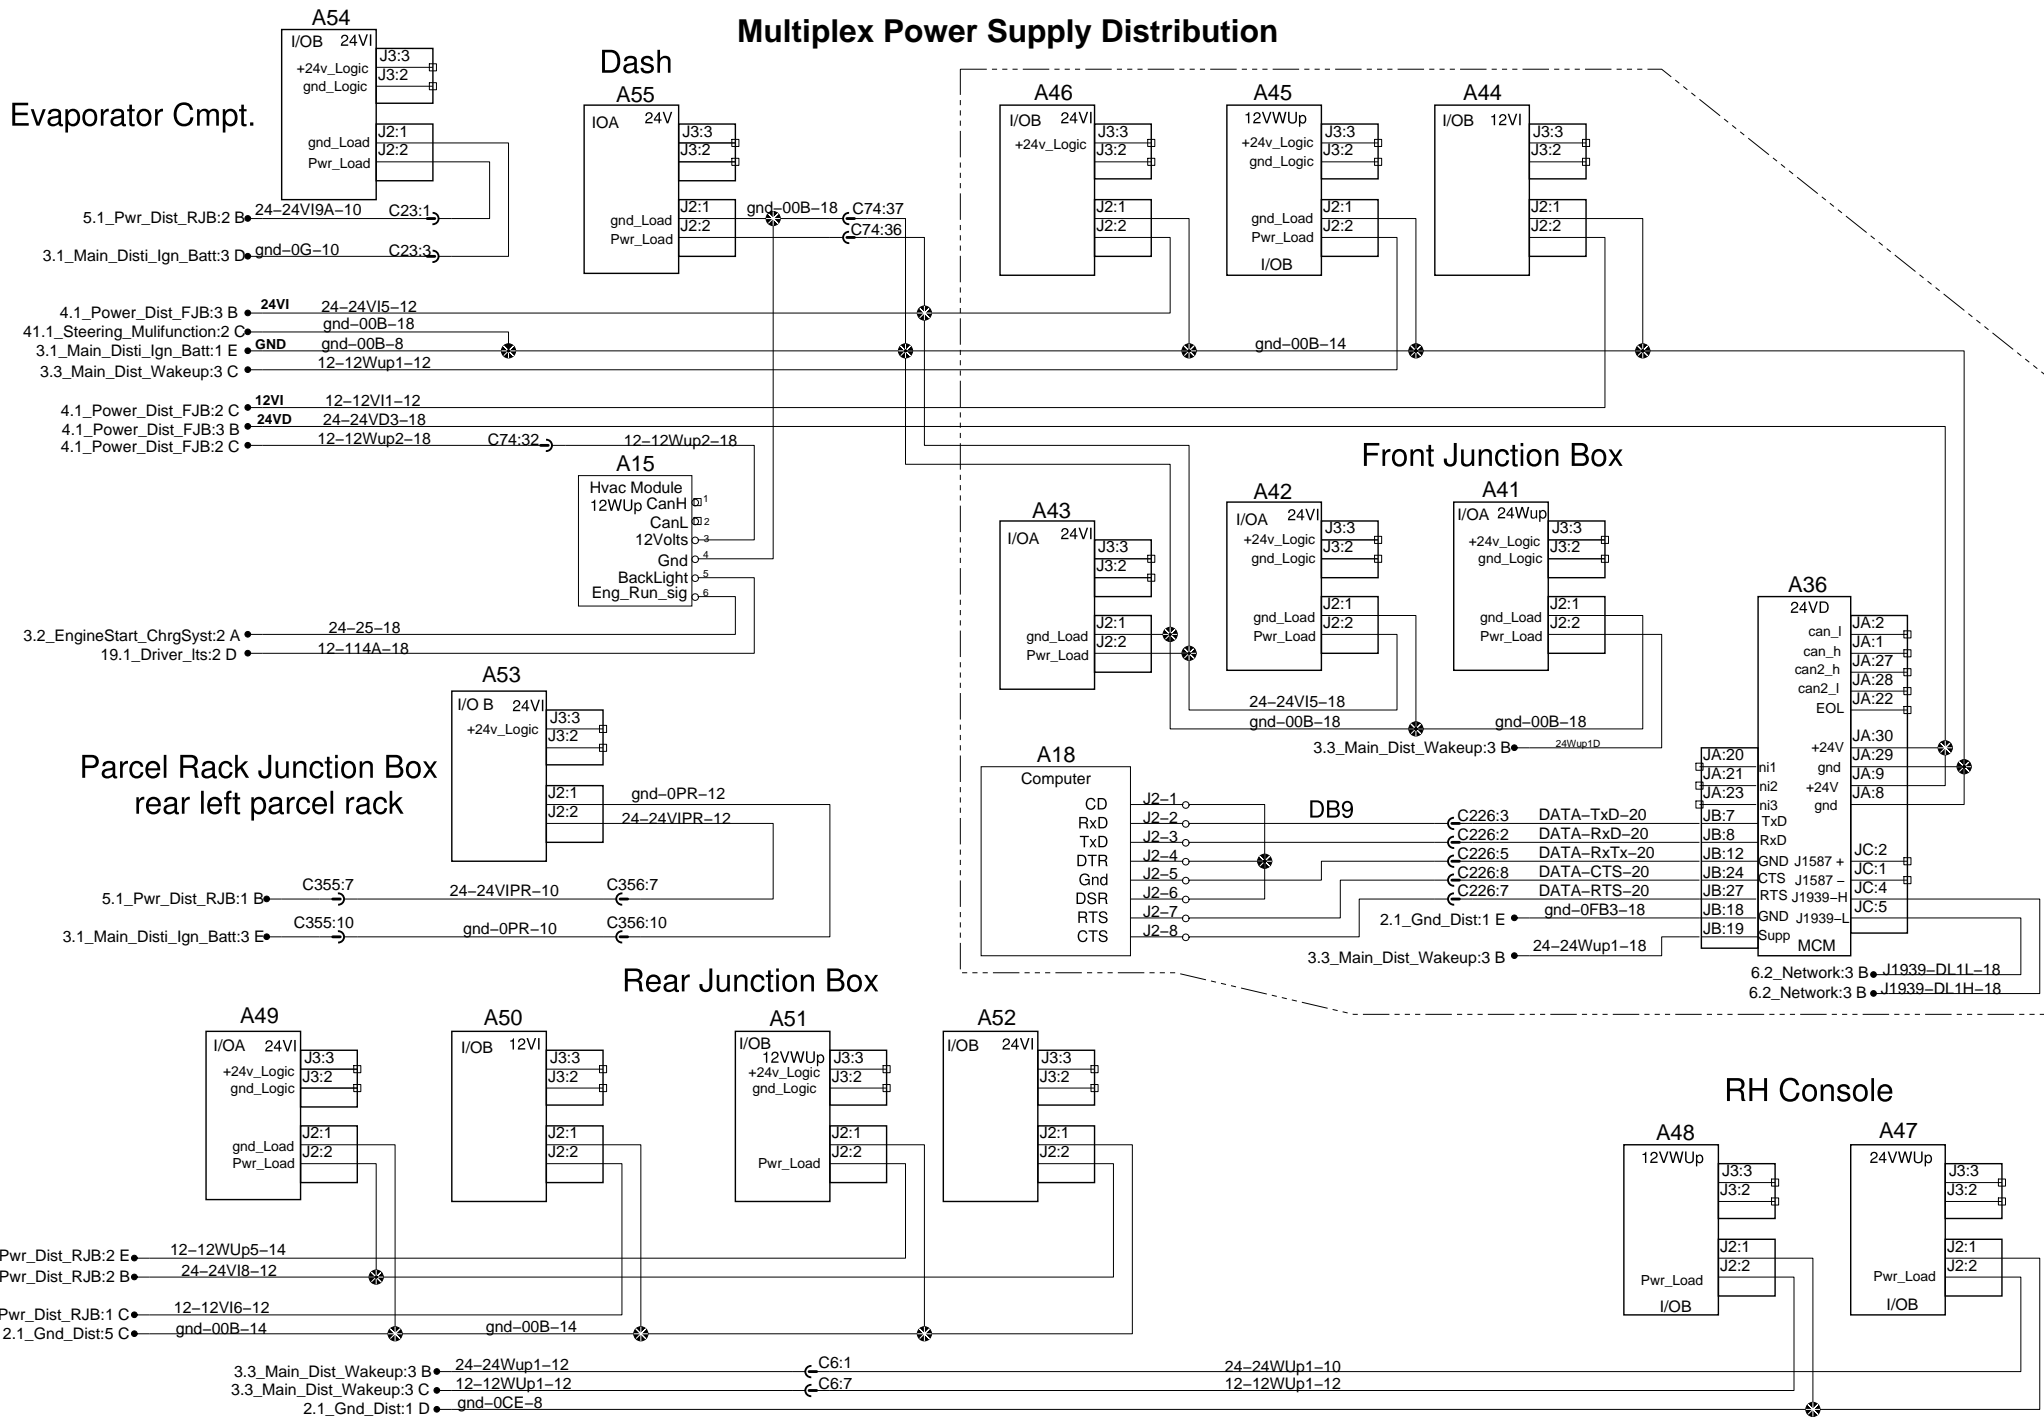 Multiplex Power Supply Distribution
Evaporator Cmpt.
A54
I/OB 24VI
+24v_Logic
gnd_Logic
J3:3
J3:2
gnd_Load
Pwr_Load
J2:1
J2:2
5.1_Pwr_Dist_RJB:2 B 24-24VI9A-10 C23:1
3.1_Main_Disti_Ign_Batt:3 D gnd-0G-10 C23:3
Dash
A55
IOA 24V
J3:3
J3:2
gnd_Load
Pwr_Load
J2:1
J2:2
gnd-00B-18 C74:37
C74:36
A46
I/OB 24VI
+24v_Logic
J3:3
J3:2
J2:1
J2:2
A45
12VWUp
+24v_Logic
gnd_Logic
J3:3
J3:2
gnd_Load
Pwr_Load
I/OB
J2:1
J2:2
A44
I/OB 12VI
J3:3
J3:2
J2:1
J2:2
4.1_Power_Dist_FJB:3 B 24VI 24-24VI5-12
41.1_Steering_Mulifunction:2 C gnd-00B-18
3.1_Main_Disti_Ign_Batt:1 E GND gnd-00B-8 gnd-00B-14
3.3_Main_Dist_Wakeup:3 C 12-12Wup1-12
4.1_Power_Dist_FJB:2 C 12VI 12-12VI1-12
4.1_Power_Dist_FJB:3 B 24VD 24-24VD3-18
4.1_Power_Dist_FJB:2 C 12-12Wup2-18 C74:32 12-12Wup2-18
A15
Hvac Module
12WUp CanH 1
CanL 2
12Volts 3
Gnd 4
BackLight 5
Eng_Run_sig 6
3.2_EngineStart_ChrgSyst:2 A 24-25-18
19.1_Driver_lts:2 D 12-114A-18
Front Junction Box
A43
I/OA 24VI
J3:3
J3:2
gnd_Load
Pwr_Load
J2:1
J2:2
A42
I/OA 24VI
+24v_Logic
gnd_Logic
J3:3
J3:2
gnd_Load
Pwr_Load
J2:1
J2:2
A41
I/OA 24Wup
+24v_Logic
gnd_Logic
J3:3
J3:2
gnd_Load
Pwr_Load
J2:1
J2:2
24-24VI5-18
gnd-00B-18 gnd-00B-18
3.3_Main_Dist_Wakeup:3 B 24Wup1D
A36
24VD
can_l JA:2
can_h JA:1
can2_h JA:27
can2_l JA:28
EOL JA:22
+24V JA:30
gnd JA:29
+24V JA:9
gnd JA:8
J1587 + JC:2
J1587 - JC:1
J1939-H JC:4
J1939-L JC:5
MCM
JA:20 ni1
JA:21 ni2
JA:23 ni3
JB:7 TxD
JB:8 RxD
JB:12 GND
JB:24 CTS
JB:27 RTS
JB:18 GND
JB:19 Supp
A18
Computer
CD J2-1
RxD J2-2
TxD J2-3
DTR J2-4
Gnd J2-5
DSR J2-6
RTS J2-7
CTS J2-8
DB9
C226:3 DATA-TxD-20
C226:2 DATA-RxD-20
C226:5 DATA-RxTx-20
C226:8 DATA-CTS-20
C226:7 DATA-RTS-20
2.1_Gnd_Dist:1 E gnd-0FB3-18
3.3_Main_Dist_Wakeup:3 B 24-24Wup1-18
6.2_Network:3 B J1939-DL1L-18
6.2_Network:3 B J1939-DL1H-18
Parcel Rack Junction Box
rear left parcel rack
A53
I/O B 24VI
+24v_Logic
J3:3
J3:2
J2:1 gnd-0PR-12
J2:2 24-24VIPR-12
5.1_Pwr_Dist_RJB:1 B C355:7 24-24VIPR-10 C356:7
3.1_Main_Disti_Ign_Batt:3 E C355:10 gnd-0PR-10 C356:10
Rear Junction Box
A49
I/OA 24VI
+24v_Logic
gnd_Logic
J3:3
J3:2
gnd_Load
Pwr_Load
J2:1
J2:2
A50
I/OB 12VI
J3:3
J3:2
J2:1
J2:2
A51
I/OB
12VWUp
+24v_Logic
gnd_Logic
J3:3
J3:2
Pwr_Load
J2:1
J2:2
A52
I/OB 24VI
J3:3
J3:2
J2:1
J2:2
Pwr_Dist_RJB:2 E 12-12WUp5-14
Pwr_Dist_RJB:2 B 24-24VI8-12
Pwr_Dist_RJB:1 C 12-12VI6-12
2.1_Gnd_Dist:5 C gnd-00B-14 gnd-00B-14
RH Console
A48
12VWUp
J3:3
J3:2
Pwr_Load
I/OB
J2:1
J2:2
A47
24VWUp
J3:3
J3:2
Pwr_Load
I/OB
J2:1
J2:2
3.3_Main_Dist_Wakeup:3 B 24-24Wup1-12 C6:1 24-24WUp1-10
3.3_Main_Dist_Wakeup:3 C 12-12WUp1-12 C6:7 12-12WUp1-12
2.1_Gnd_Dist:1 D gnd-0CE-8